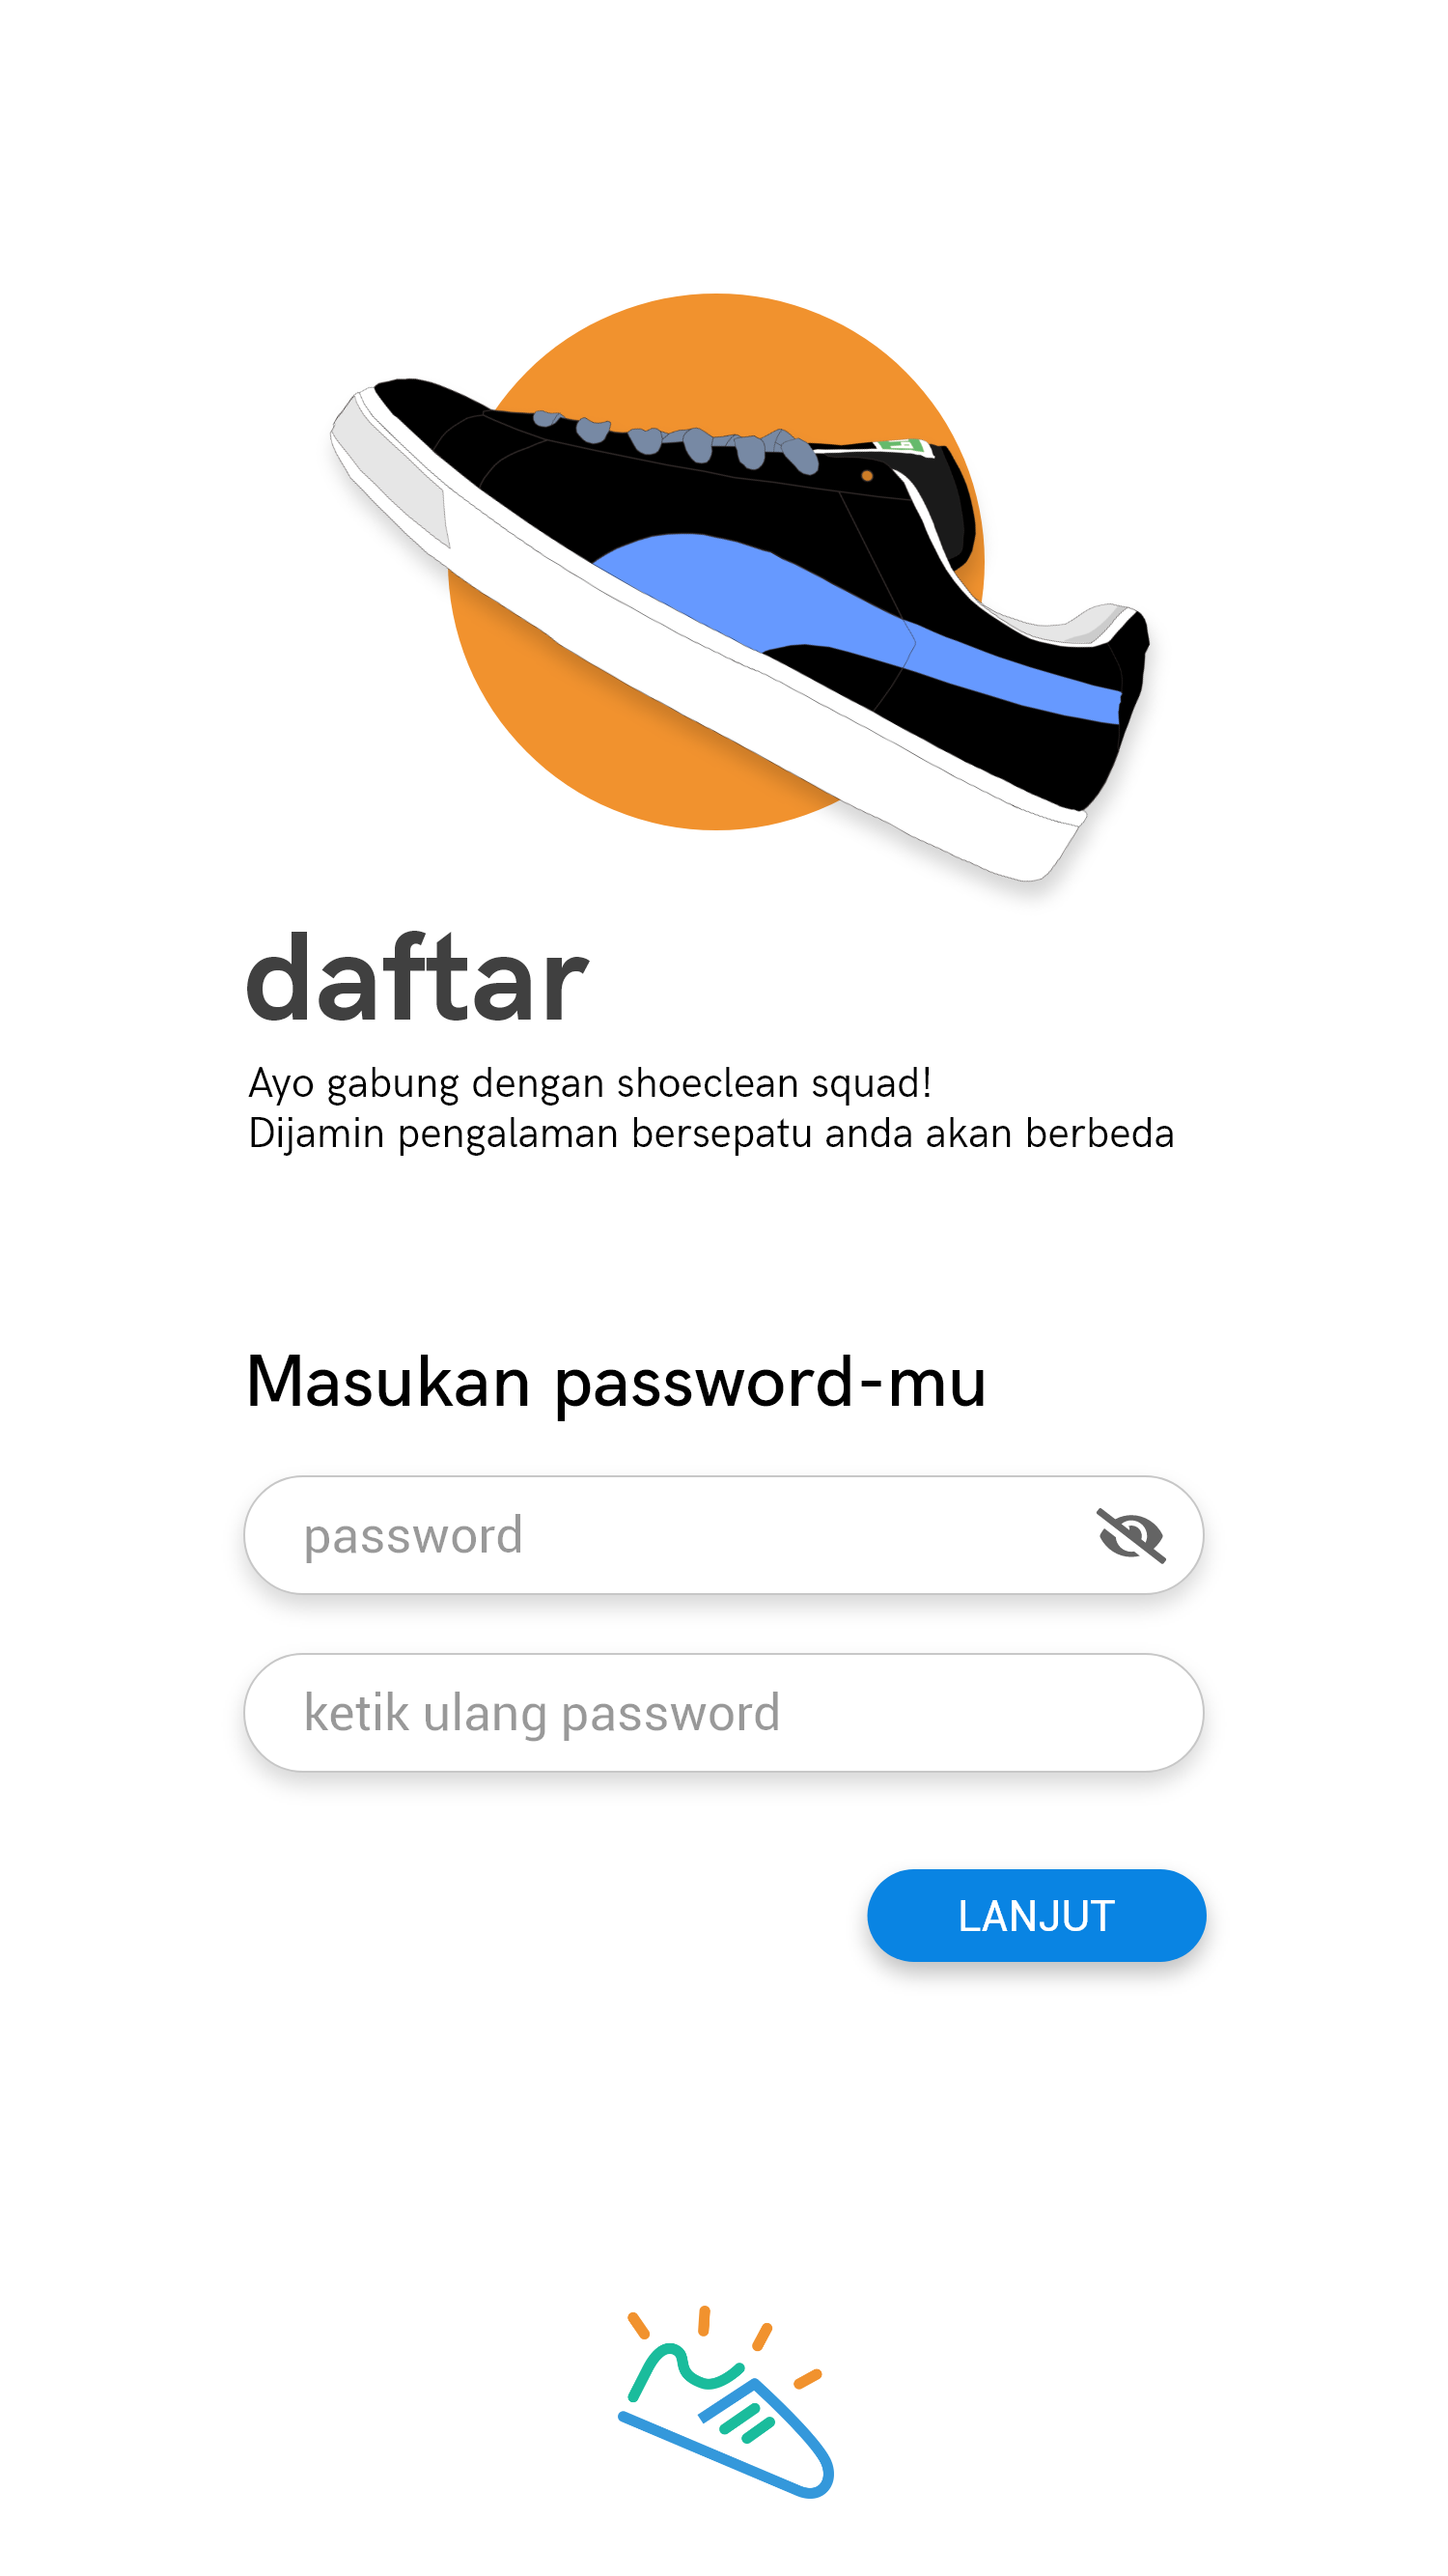 daftar
Ayo gabung dengan shoeclean squad!
Dijamin pengalaman bersepatu anda akan berbeda
Masukan password-mu
password
ketik ulang password
LANJUT